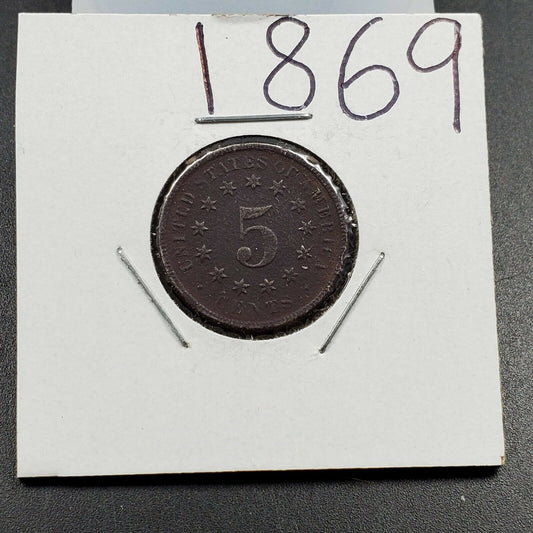 1869
UNITED STATES OF AMERICA
5
CENTS